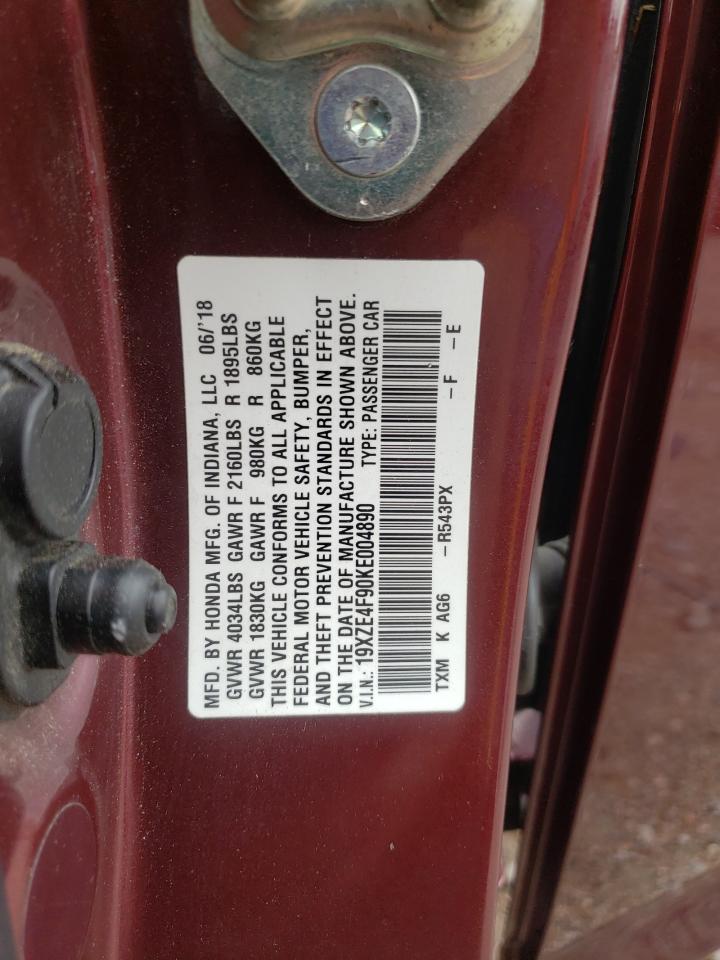 MFD. BY HONDA MFG. OF INDIANA, LLC 06/'18
GVWR 4034LBS GAWR F 2160LBS R 1895LBS
GVWR 1830KG GAWR F 980KG R 860KG
THIS VEHICLE CONFORMS TO ALL APPLICABLE
FEDERAL MOTOR VEHICLE SAFETY, BUMPER,
AND THEFT PREVENTION STANDARDS IN EFFECT
ON THE DATE OF MANUFACTURE SHOWN ABOVE.
V.I.N.: 19XZE4F90KE004890 TYPE: PASSENGER CAR
TXM K AG6 – R543PX – F – E